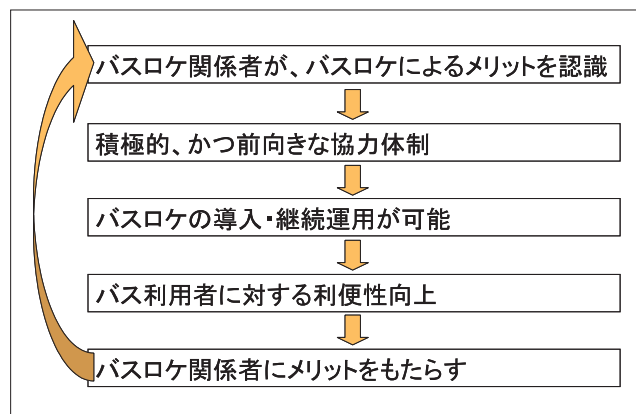 バスロケ関係者が、バスロケによるメリットを認識
積極的、かつ前向きな協力体制
バスロケの導入・継続運用が可能
バス利用者に対する利便性向上
バスロケ関係者にメリットをもたらす